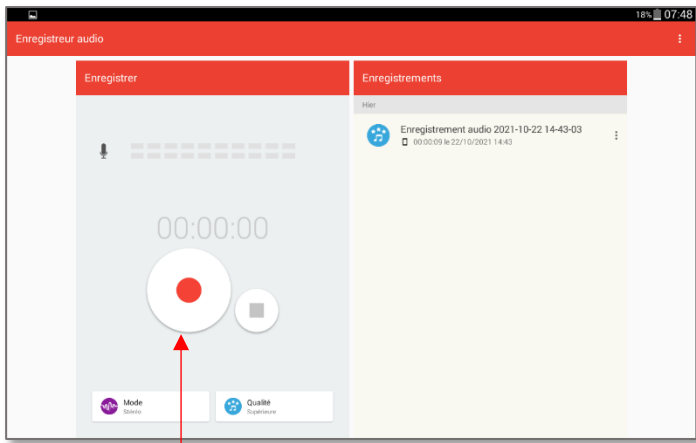 18% 07:48
Enregistreur audio
Enregistrer
Enregistrements
Hier
Enregistrement audio 2021-10-22 14-43-03
00:00:09 le 22/10/2021 14:43
00:00:00
Mode
Stéréo
Qualité
Supérieure